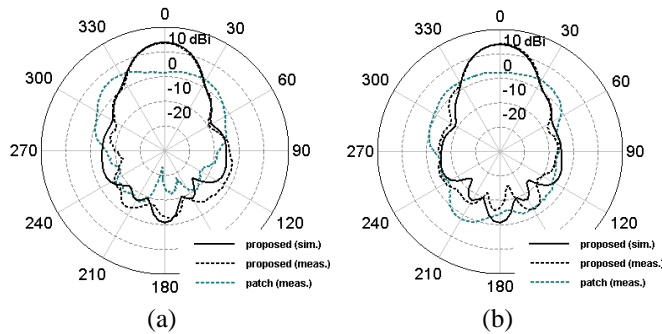 0
330
30
10 dBi
0
-10
-20
300
60
270
90
240
120
210
180
proposed (sim.)
proposed (meas.)
patch (meas.)
(a)
0
330
30
10 dBi
0
-10
-20
300
60
270
90
240
120
210
180
proposed (sim.)
proposed (meas.)
patch (meas.)
(b)